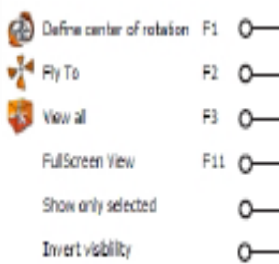 Define center of rotation F1
Fly To F2
View all F3
FullScreen View F11
Show only selected
Invert visibility